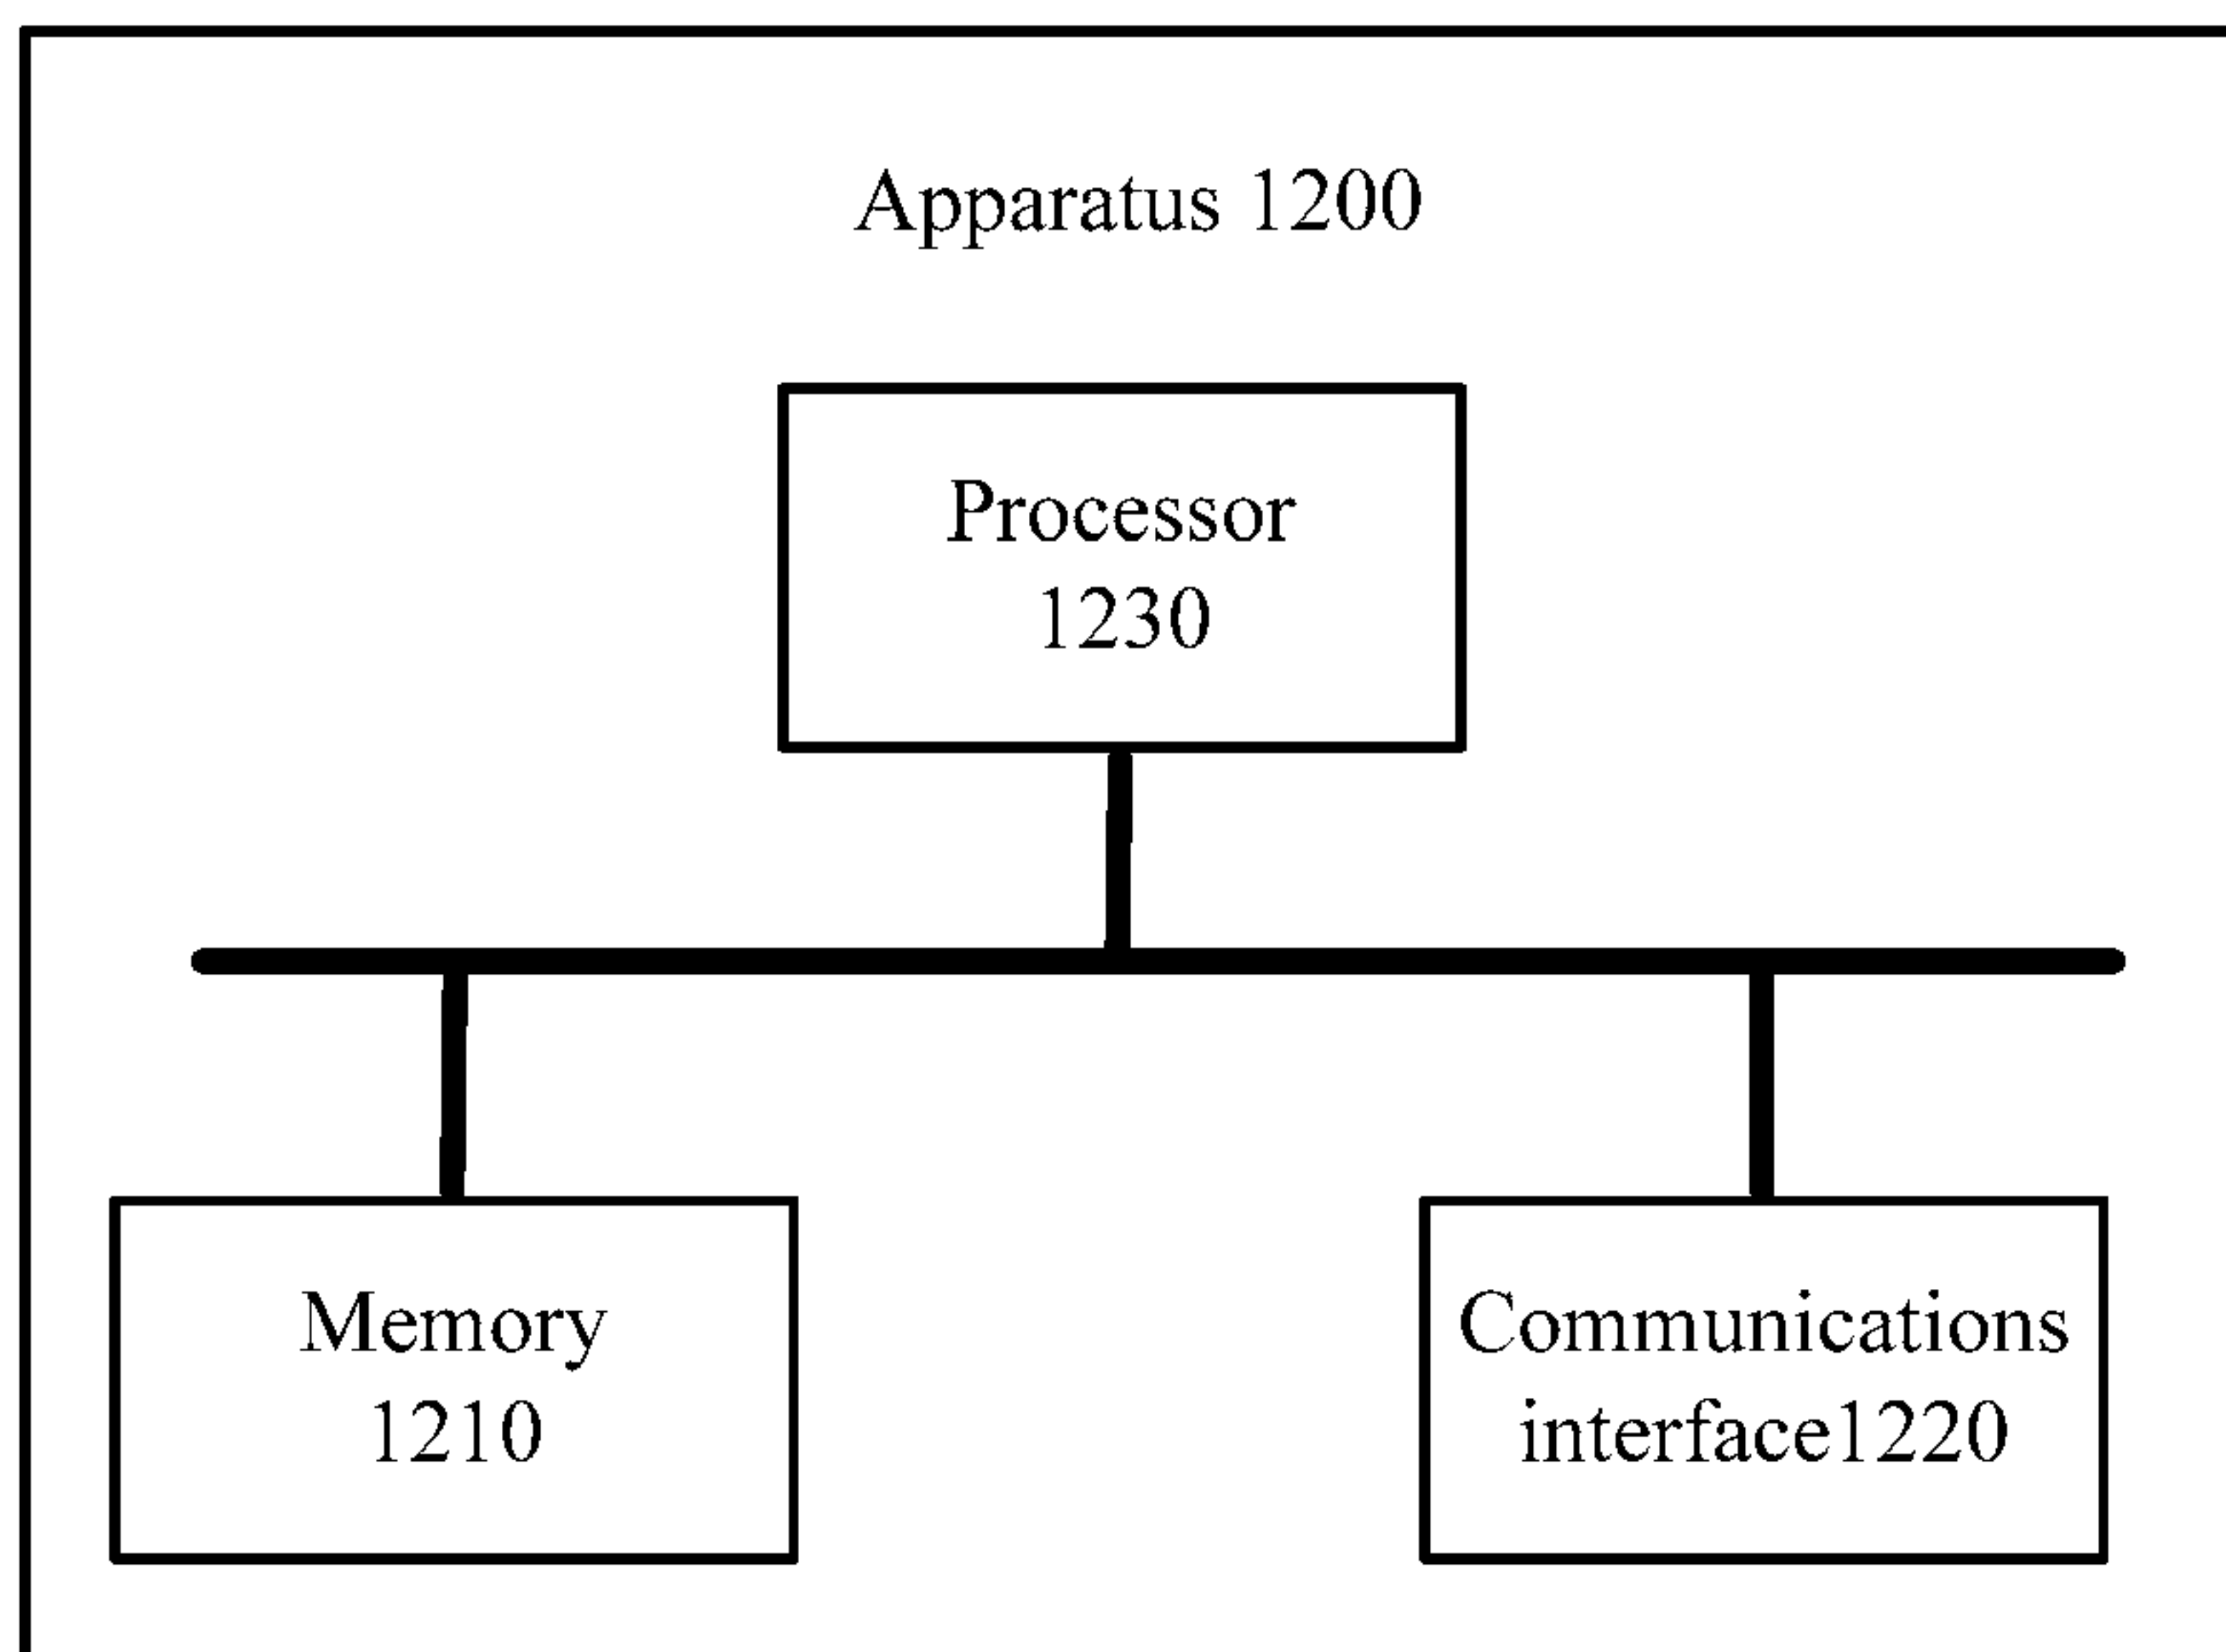 Apparatus 1200
Processor
1230
Memory
1210
Communications
interface1220